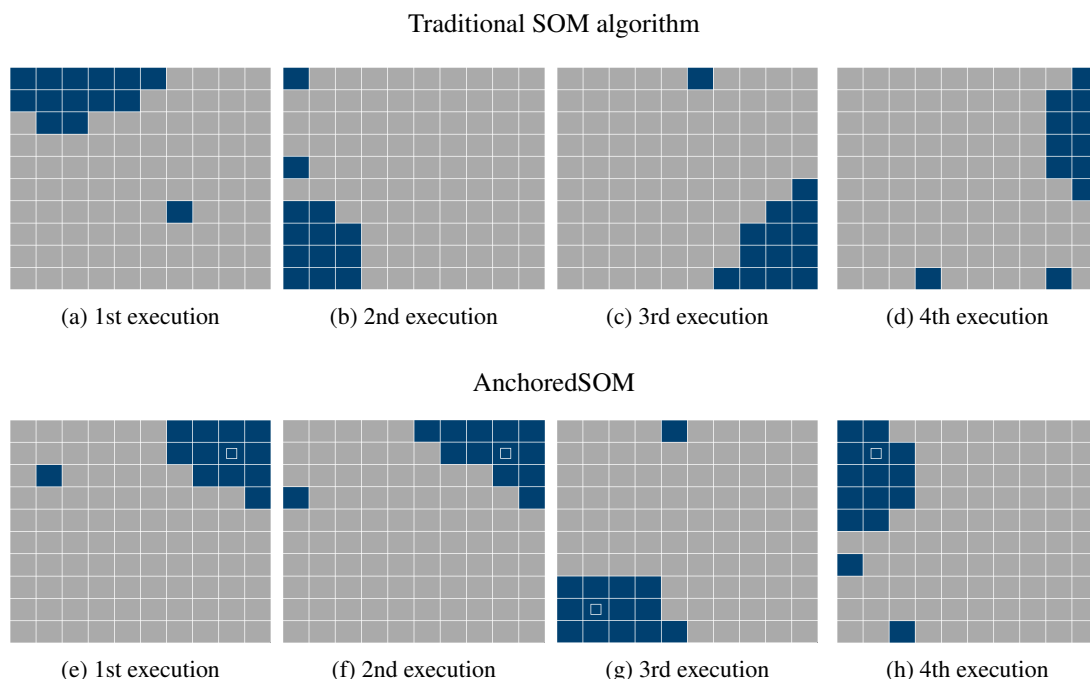 Traditional SOM algorithm
(a) 1st execution
(b) 2nd execution
(c) 3rd execution
(d) 4th execution
AnchoredSOM
(e) 1st execution
(f) 2nd execution
(g) 3rd execution
(h) 4th execution